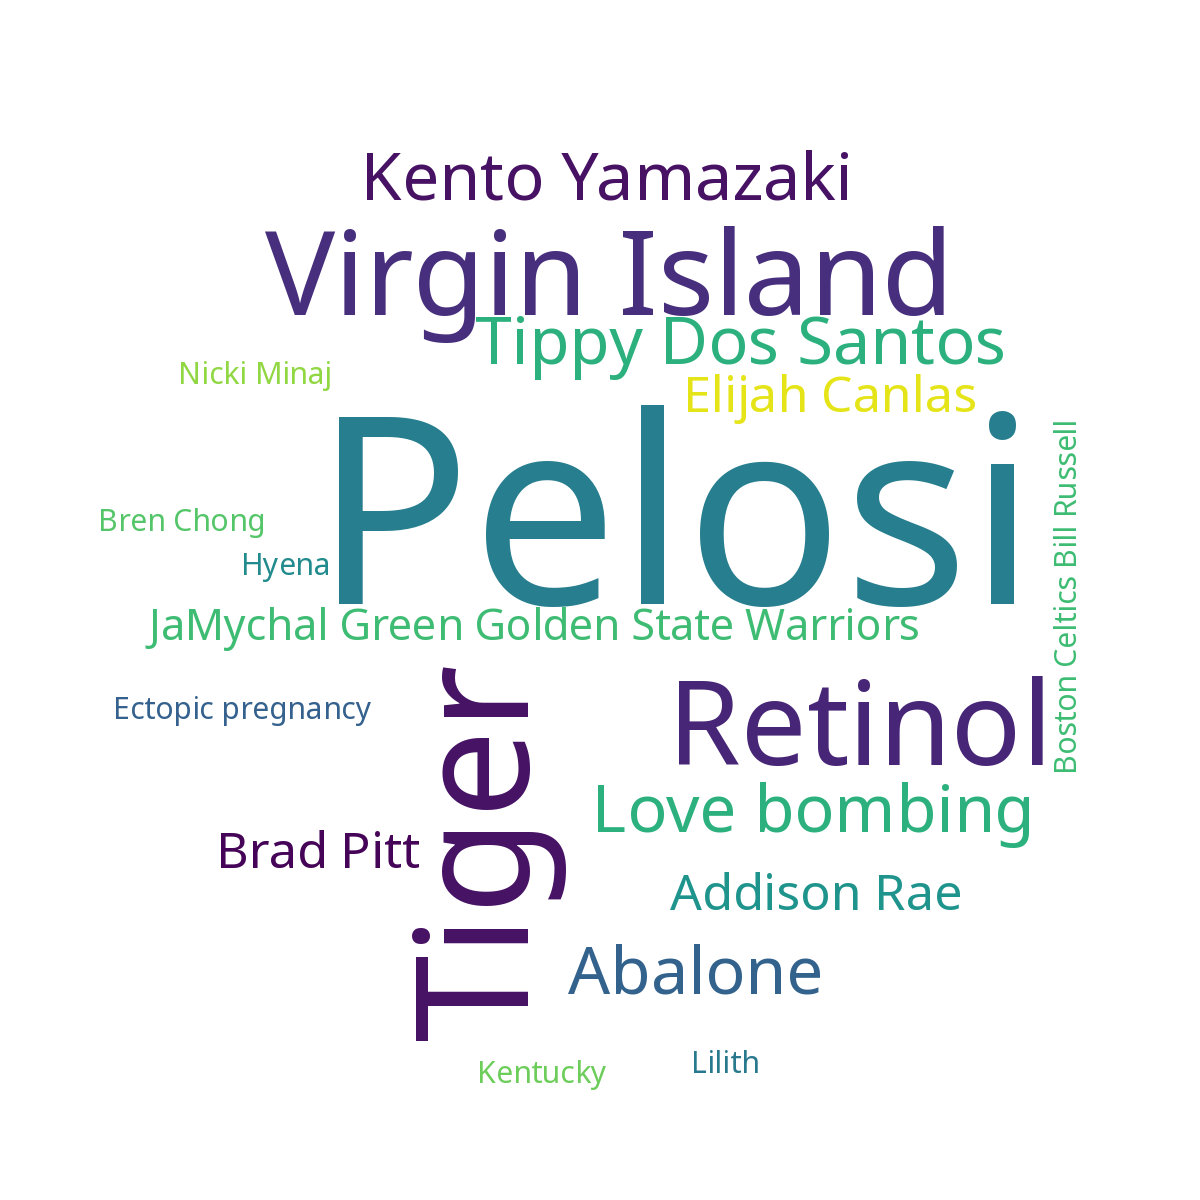 Kento Yamazaki
Virgin Island
Tippy Dos Santos
Nicki Minaj
Elijah Canlas
Pelosi
Boston Celtics Bill Russell
Bren Chong
Hyena
JaMychal Green Golden State Warriors
Tiger
Retinol
Ectopic pregnancy
Love bombing
Brad Pitt
Addison Rae
Abalone
Kentucky
Lilith